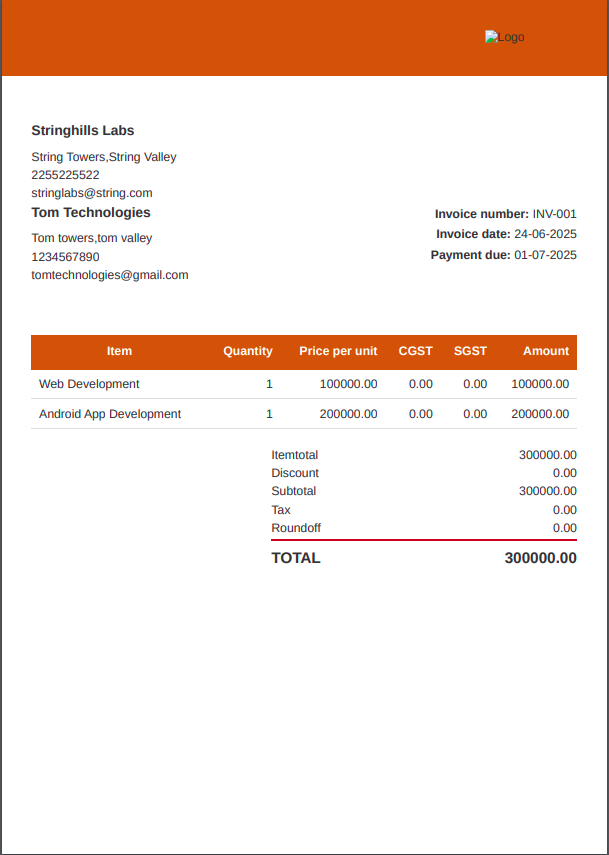 Logo
Stringhills Labs
String Towers,String Valley
2255225522
stringlabs@string.com
Tom Technologies
Tom towers,tom valley
1234567890
tomtechnologies@gmail.com
Invoice number: INV-001
Invoice date: 24-06-2025
Payment due: 01-07-2025
Item Quantity Price per unit CGST SGST Amount
Web Development 1 100000.00 0.00 0.00 100000.00
Android App Development 1 200000.00 0.00 0.00 200000.00
Itemtotal 300000.00
Discount 0.00
Subtotal 300000.00
Tax 0.00
Roundoff 0.00
TOTAL 300000.00